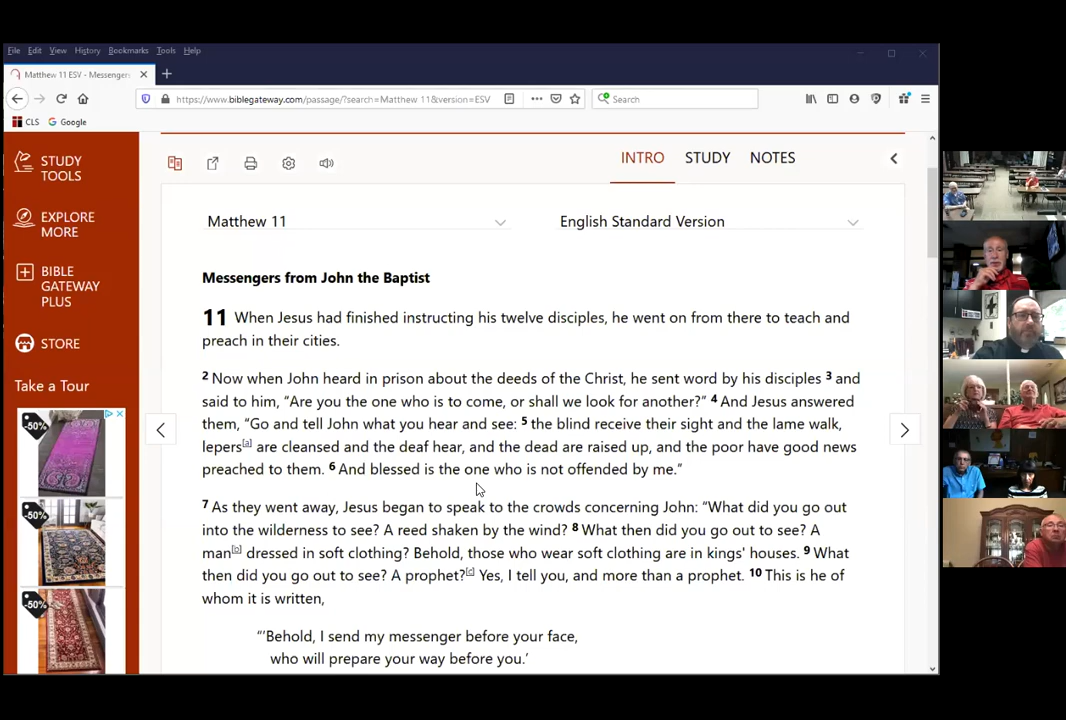 File Edit View History Bookmarks Tools Help
Matthew 11 ESV - Messengers
https://www.biblegateway.com/passage/?search=Matthew 11&version=ESV
Search
CLS Google
STUDY TOOLS
EXPLORE MORE
BIBLE GATEWAY PLUS
STORE
Take a Tour
-50%
-50%
-50%
INTRO STUDY NOTES
Matthew 11 English Standard Version
Messengers from John the Baptist
11 When Jesus had finished instructing his twelve disciples, he went on from there to teach and
preach in their cities.
2 Now when John heard in prison about the deeds of the Christ, he sent word by his disciples 3 and
said to him, “Are you the one who is to come, or shall we look for another?” 4 And Jesus answered
them, “Go and tell John what you hear and see: 5 the blind receive their sight and the lame walk,
lepers[a] are cleansed and the deaf hear, and the dead are raised up, and the poor have good news
preached to them. 6 And blessed is the one who is not offended by me.”
7 As they went away, Jesus began to speak to the crowds concerning John: “What did you go out
into the wilderness to see? A reed shaken by the wind? 8 What then did you go out to see? A
man[b] dressed in soft clothing? Behold, those who wear soft clothing are in kings' houses. 9 What
then did you go out to see? A prophet?[c] Yes, I tell you, and more than a prophet. 10 This is he of
whom it is written,
“‘Behold, I send my messenger before your face,
who will prepare your way before you.’